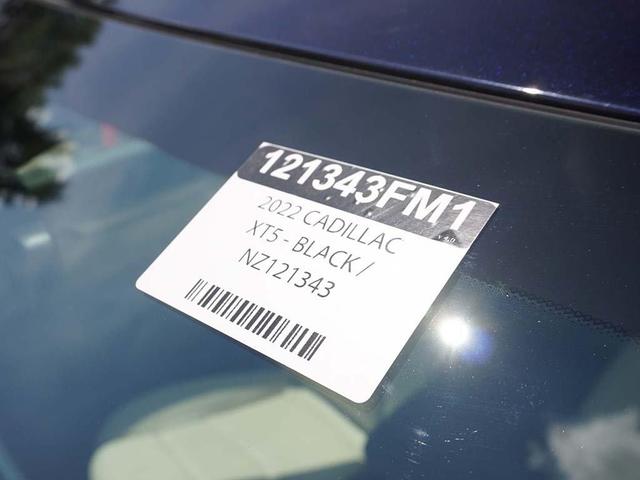 121343FM1
2022 CADILLAC
XT5 - BLACK /
NZ121343